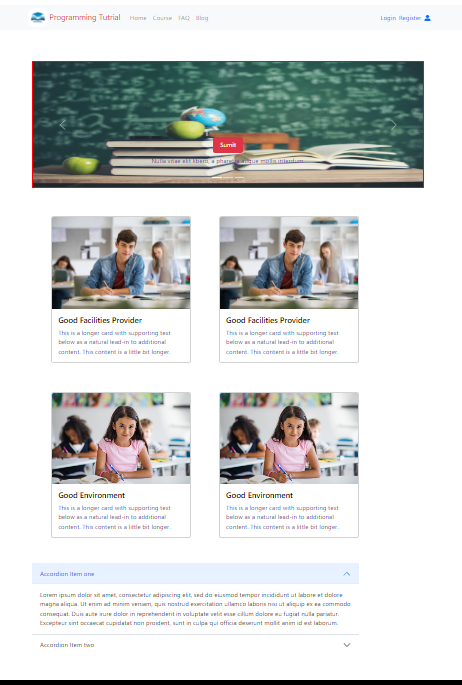 Programming Tutrial Home Course FAQ Blog Login Register
Sumit
Nulla vitae elit libero, a pharetra augue mollis interdum.
Good Facilities Provider
This is a longer card with supporting text
below as a natural lead-in to additional
content. This content is a little bit longer.
Good Facilities Provider
This is a longer card with supporting text
below as a natural lead-in to additional
content. This content is a little bit longer.
Good Environment
This is a longer card with supporting text
below as a natural lead-in to additional
content. This content is a little bit longer.
Good Environment
This is a longer card with supporting text
below as a natural lead-in to additional
content. This content is a little bit longer.
Accordion Item one
Lorem ipsum dolor sit amet, consectetur adipiscing elit, sed do eiusmod tempor incididunt ut labore et dolore
magna aliqua. Ut enim ad minim veniam, quis nostrud exercitation ullamco laboris nisi ut aliquip ex ea commodo
consequat. Duis aute irure dolor in reprehenderit in voluptate velit esse cillum dolore eu fugiat nulla pariatur.
Excepteur sint occaecat cupidatat non proident, sunt in culpa qui officia deserunt mollit anim id est laborum.
Accordion Item two